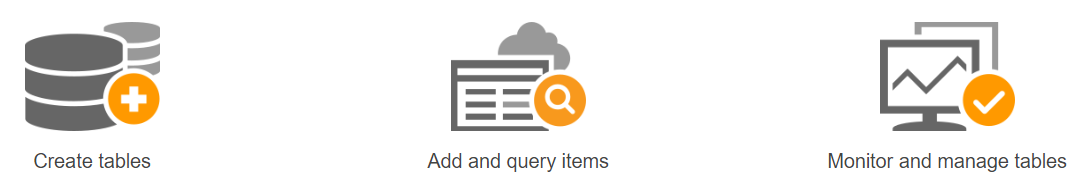 Create tables
Add and query items
Monitor and manage tables